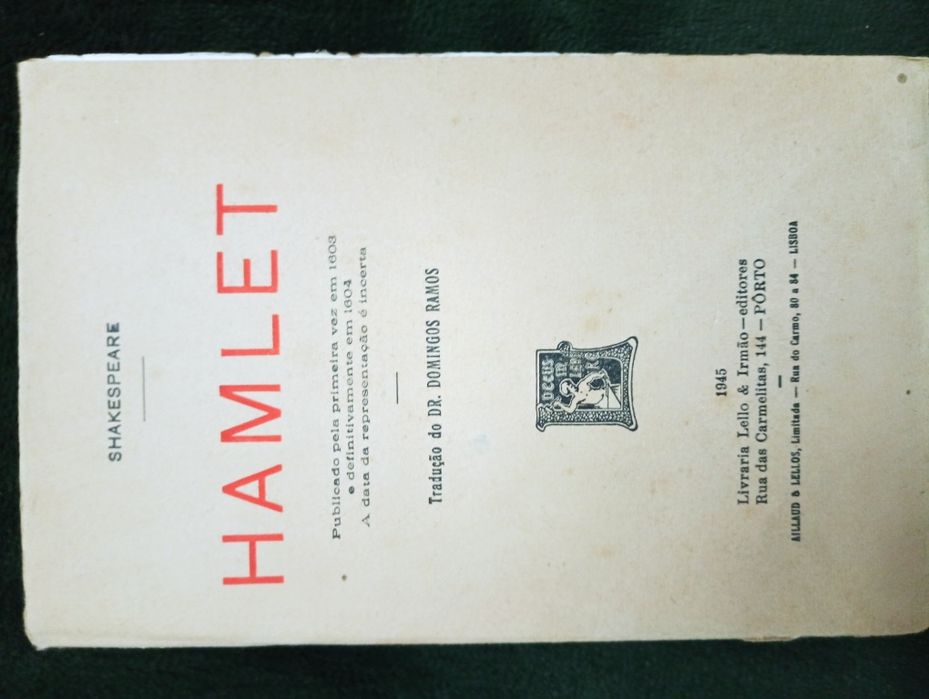 SHAKESPEARE
HAMLET
Publicado pela primeira vez em 1603
e definitivamente em 1604
A data da representação é incerta
Tradução do DR. DOMINGOS RAMOS
DECUS
IN
1945
Livraria Lello & Irmão—editores
Rua das Carmelitas, 144 — PÔRTO
AILLAUD & LELLOS, Limitada — Rua do Carmo, 80 a 84 — LISBOA